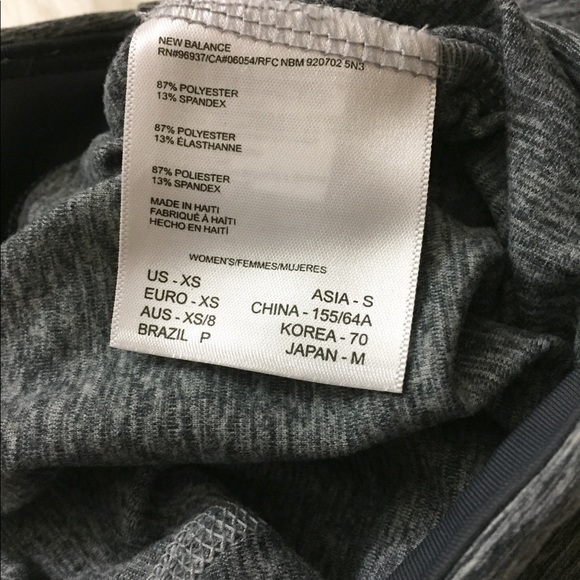 NEW BALANCE
RN#96937/CA#06054/RFC NBM 920702 5N3
87% POLYESTER
13% SPANDEX
87% POLYESTER
13% ÉLASTHANNE
87% POLIESTER
13% SPANDEX
MADE IN HAITI
FABRIQUÉ À HAÏTI
HECHO EN HAITÍ
WOMEN'S/FEMMES/MUJERES
US - XS
EURO - XS
AUS - XS/8
BRAZIL P
ASIA - S
CHINA - 155/64A
KOREA - 70
JAPAN - M